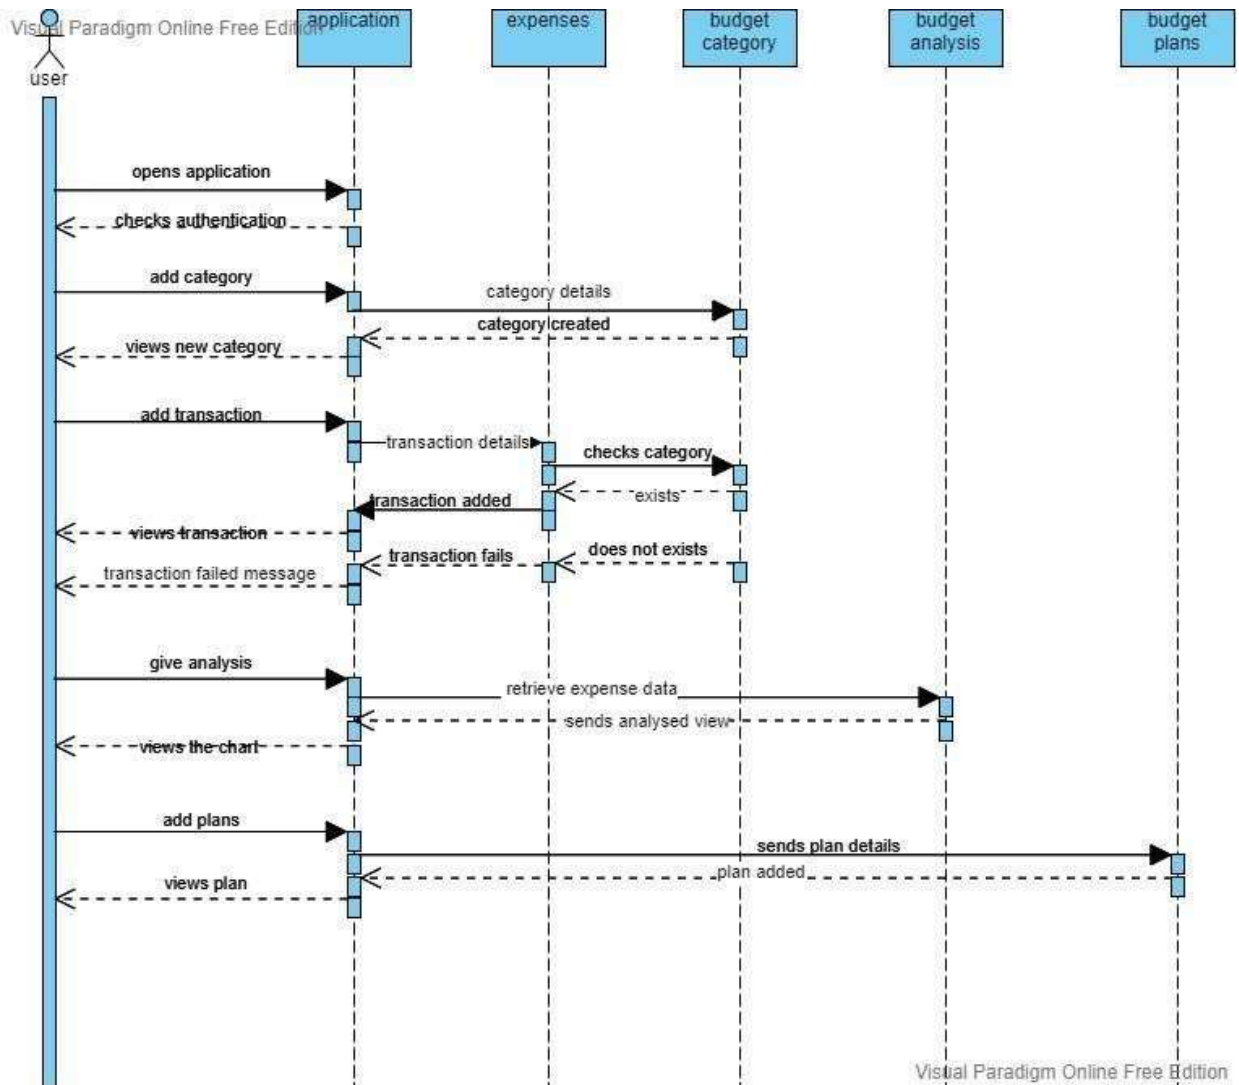 Visual Paradigm Online Free Edition
application
expenses
budget
category
budget
analysis
budget
plans
user
opens application
checks authentication
add category
category details
category created
views new category
add transaction
transaction details
checks category
exists
transaction added
views transaction
does not exists
transaction fails
transaction failed message
give analysis
retrieve expense data
sends analysed view
views the chart
add plans
sends plan details
plan added
views plan
Visual Paradigm Online Free Edition